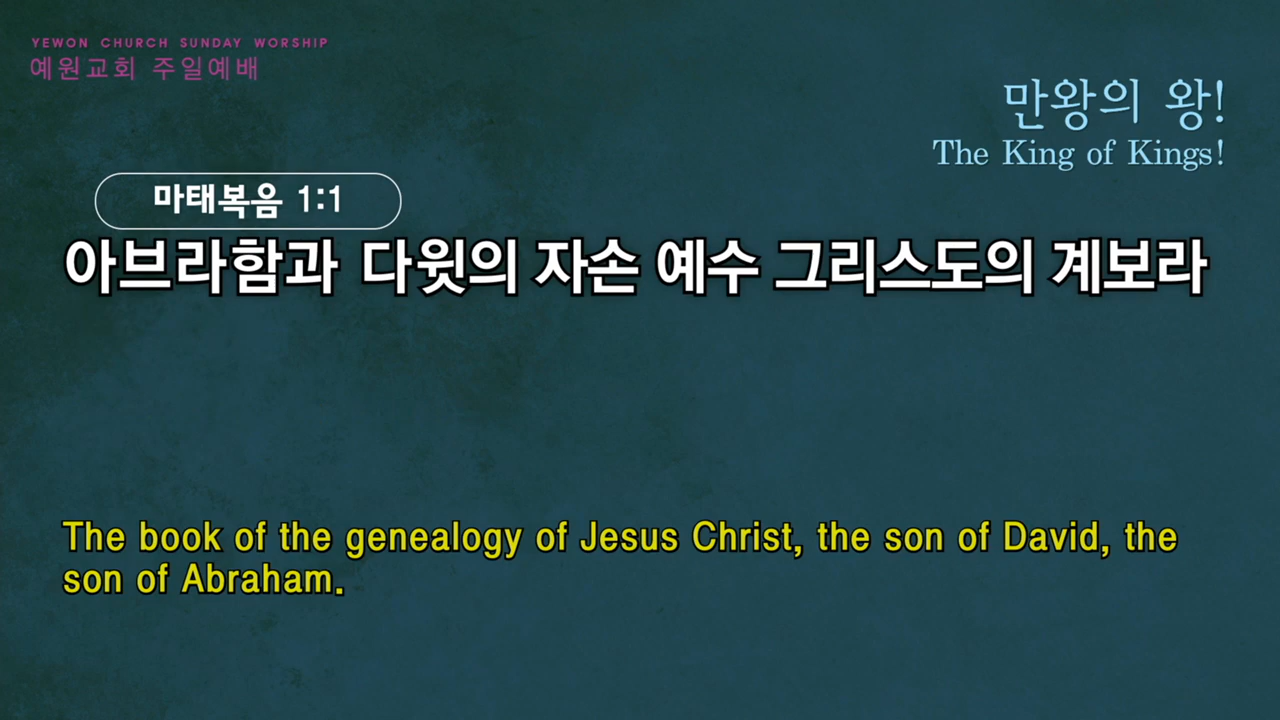 YEWON CHURCH SUNDAY WORSHIP
예원교회 주일예배
만왕의 왕!
The King of Kings!
마태복음 1:1
아브라함과 다윗의 자손 예수 그리스도의 계보라
The book of the genealogy of Jesus Christ, the son of David, the
son of Abraham.